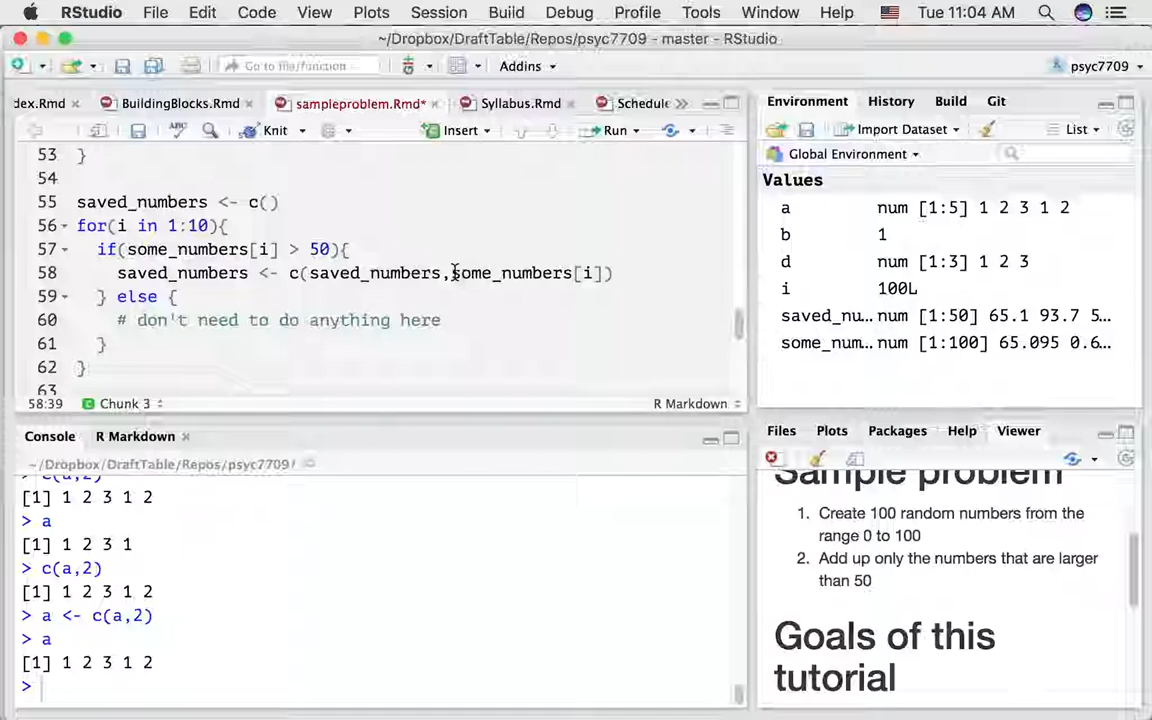 RStudio File Edit Code View Plots Session Build Debug Profile Tools Window Help Tue 11:04 AM
~/Dropbox/DraftTable/Repos/psyc7709 - master - RStudio
Go to file/function Addins psyc7709
dex.Rmd BuildingBlocks.Rmd sampleproblem.Rmd* Syllabus.Rmd Schedule
Knit Insert Run
53 }
54
55 saved_numbers <- c()
56 for(i in 1:10){
57 if(some_numbers[i] > 50){
58 saved_numbers <- c(saved_numbers,some_numbers[i])
59 } else {
60 # don't need to do anything here
61 }
62 }
63
58:39 Chunk 3 R Markdown
Console R Markdown
~/Dropbox/DraftTable/Repos/psyc7709/
> c(a,2)
[1] 1 2 3 1 2
> a
[1] 1 2 3 1
> c(a,2)
[1] 1 2 3 1 2
> a <- c(a,2)
> a
[1] 1 2 3 1 2
>
Environment History Build Git
Import Dataset List
Global Environment
Values
a num [1:5] 1 2 3 1 2
b 1
d num [1:3] 1 2 3
i 100L
saved_nu... num [1:50] 65.1 93.7 5...
some_num... num [1:100] 65.095 0.6...
Files Plots Packages Help Viewer
Sample problem
1. Create 100 random numbers from the
range 0 to 100
2. Add up only the numbers that are larger
than 50
Goals of this
tutorial